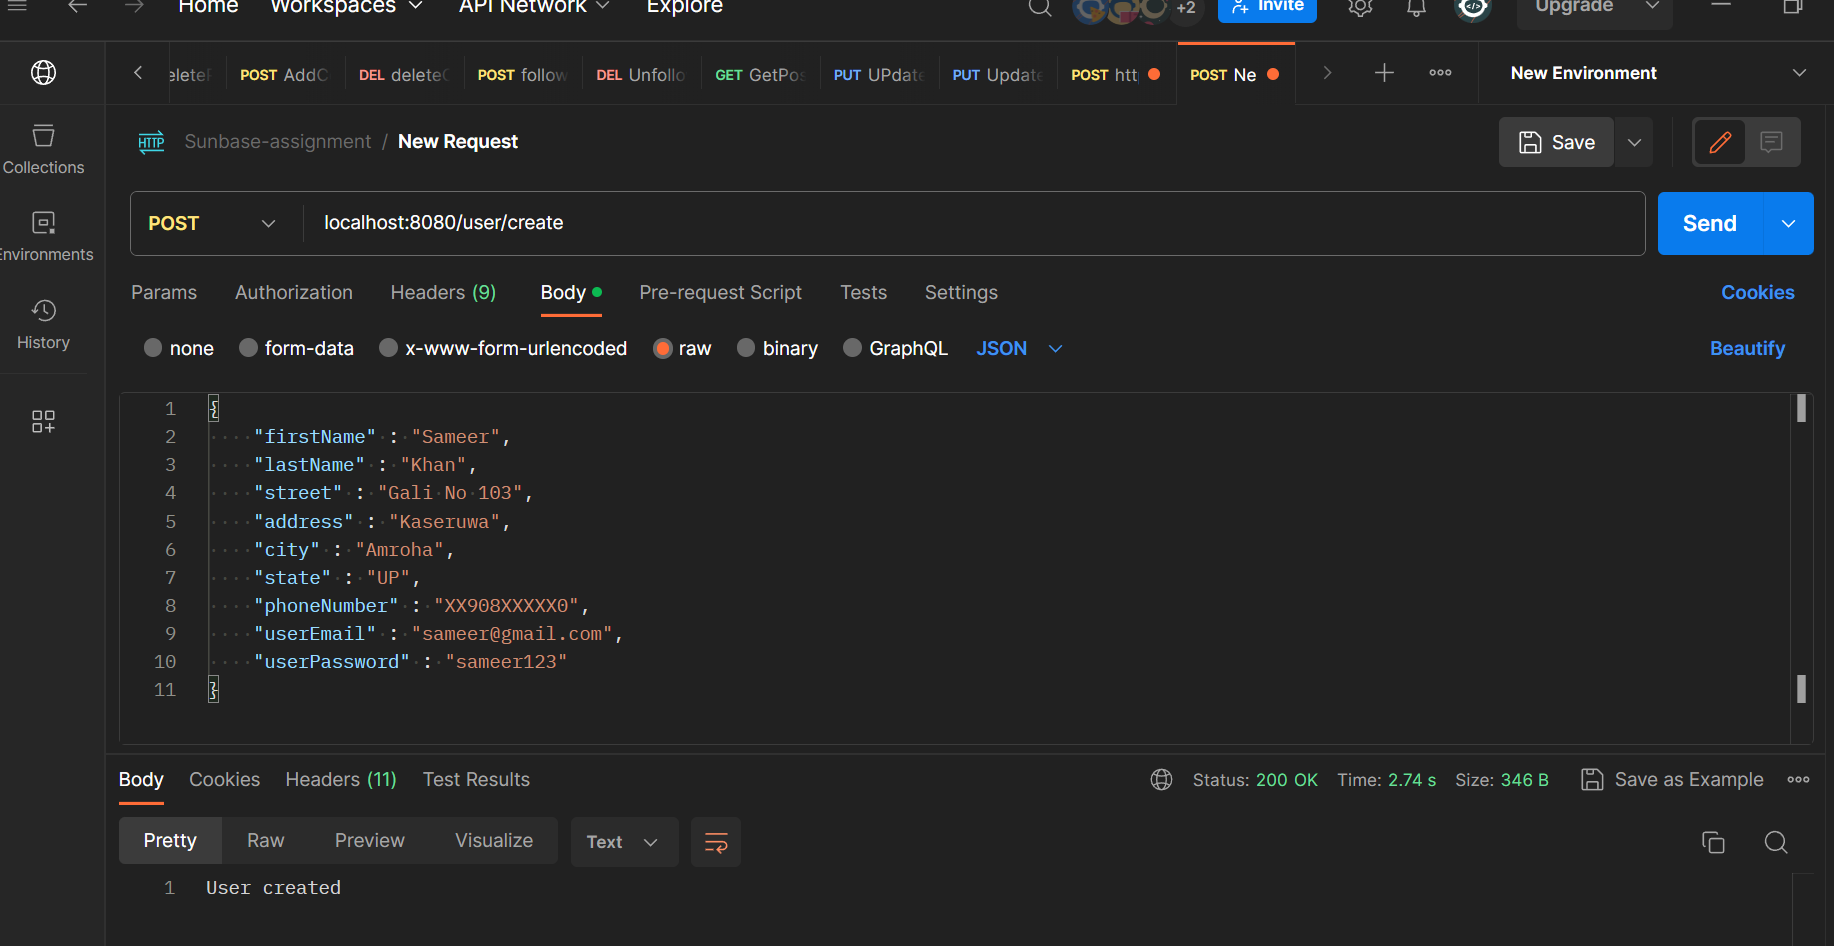 Home Workspaces API Network Explore +2 Invite Upgrade
POST AddC DEL deleteC POST follow DEL Unfollo GET GetPos PUT UPdate PUT Update POST htt POST Ne New Environment
HTTP Sunbase-assignment / New Request Save
Collections
POST localhost:8080/user/create Send
Environments
Params Authorization Headers (9) Body Pre-request Script Tests Settings Cookies
History
none form-data x-www-form-urlencoded raw binary GraphQL JSON Beautify
1 {
2 "firstName" : "Sameer",
3 "lastName" : "Khan",
4 "street" : "Gali No 103",
5 "address" : "Kaseruwa",
6 "city" : "Amroha",
7 "state" : "UP",
8 "phoneNumber" : "XX908XXXXX0",
9 "userEmail" : "sameer@gmail.com",
10 "userPassword" : "sameer123"
11 }
Body Cookies Headers (11) Test Results Status: 200 OK Time: 2.74 s Size: 346 B Save as Example
Pretty Raw Preview Visualize Text
1 User created